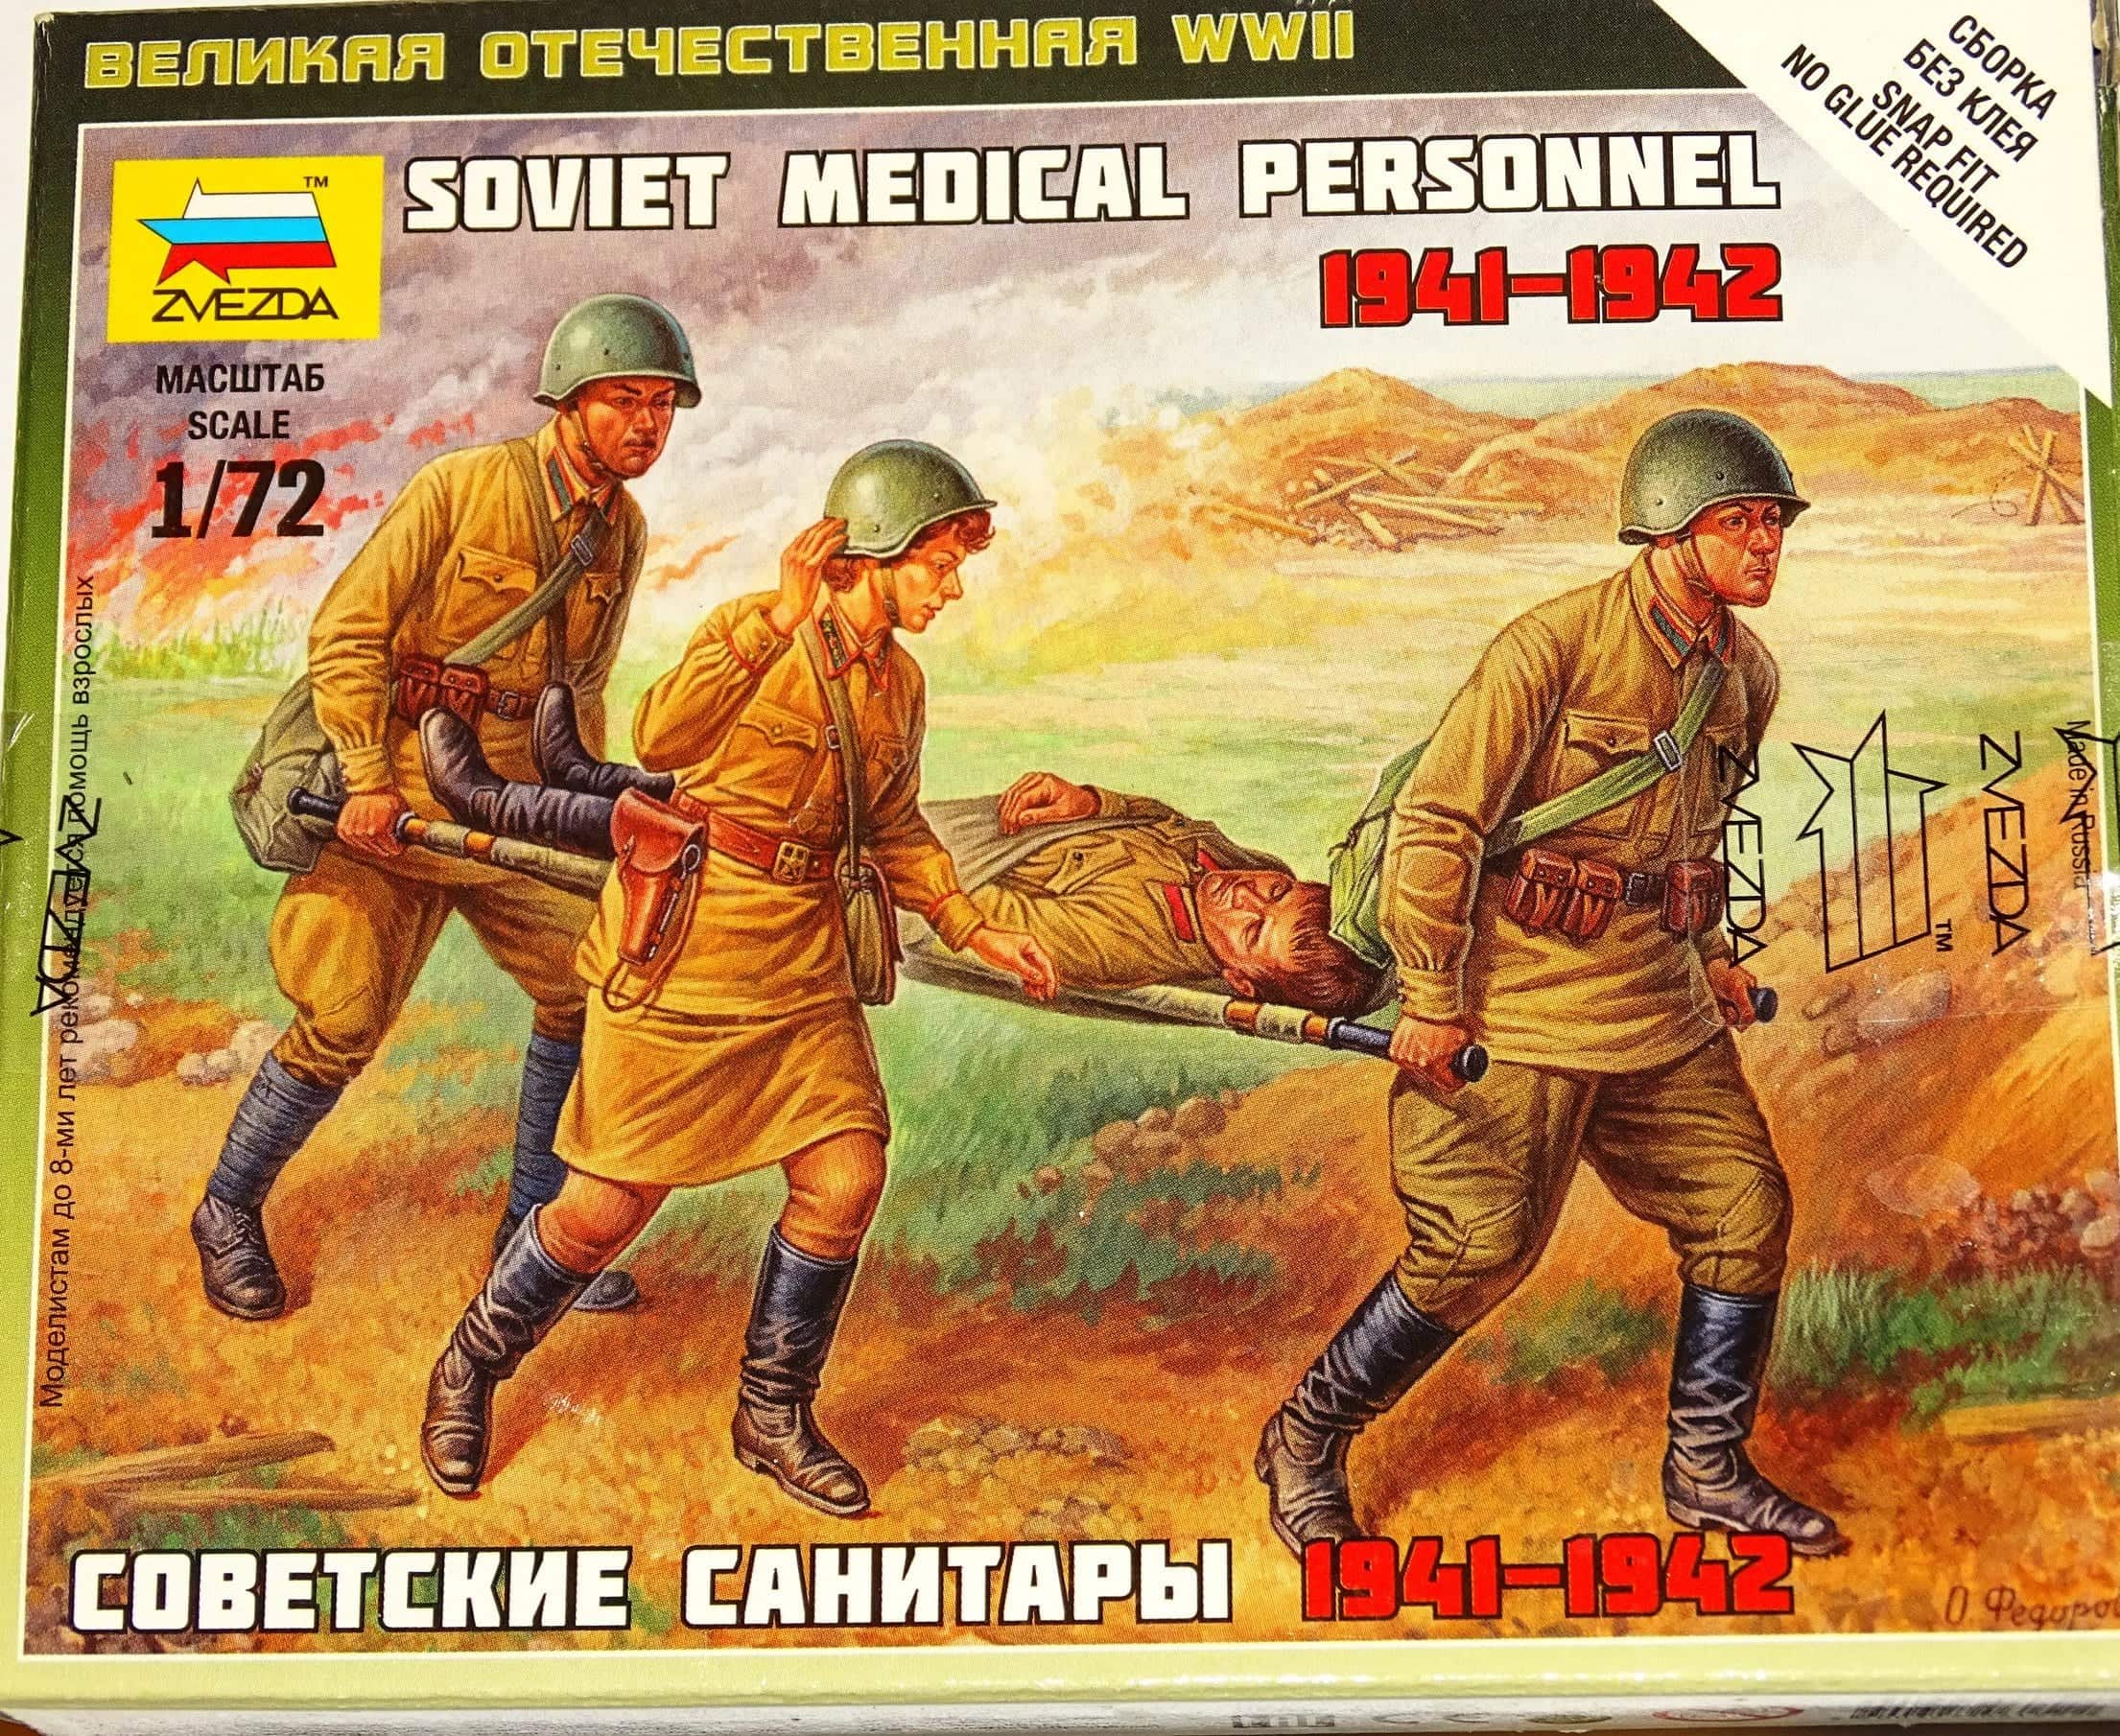 ВЕЛИКАЯ ОТЕЧЕСТВЕННАЯ WWII
СБОРКА
БЕЗ КЛЕЯ
SNAP FIT
NO GLUE REQUIRED
TM
ZVEZDA
SOVIET MEDICAL PERSONNEL
1941-1942
МАСШТАБ
SCALE
1/72
Моделистам до 8-ми лет рекомендуется помощь взрослых
ZVEZDA
TM
ZVEZDA
Made in Russia
СОВЕТСКИЕ САНИТАРЫ 1941-1942